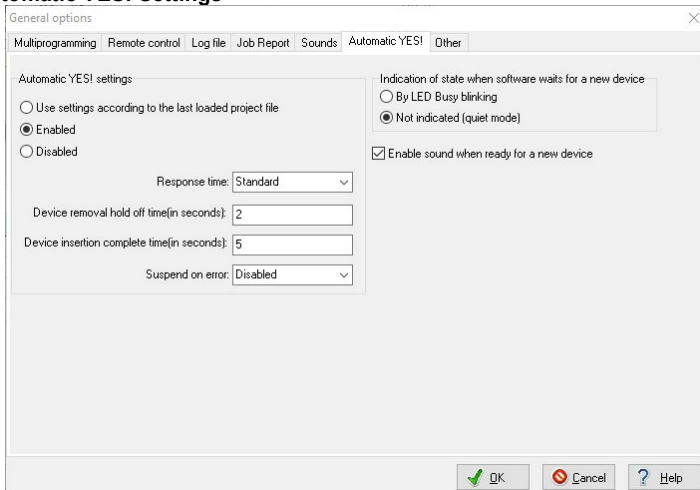 General options
Multiprogramming Remote control Log file Job Report Sounds Automatic YES! Other
Automatic YES! settings
Use settings according to the last loaded project file
Enabled
Disabled
Response time: Standard
Device removal hold off time(in seconds): 2
Device insertion complete time(in seconds): 5
Suspend on error: Disabled
Indication of state when software waits for a new device
By LED Busy blinking
Not indicated (quiet mode)
Enable sound when ready for a new device
OK Cancel Help